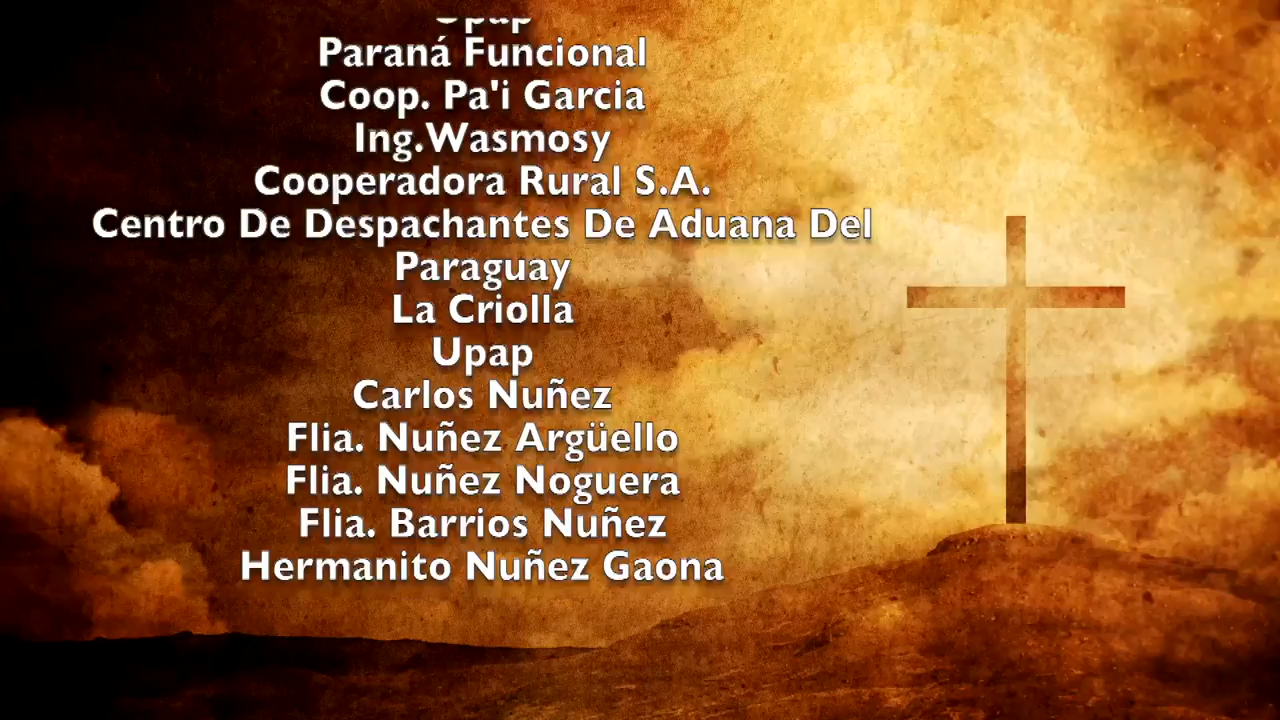 Paraná Funcional
Coop. Pa'i Garcia
Ing.Wasmosy
Cooperadora Rural S.A.
Centro De Despachantes De Aduana Del
Paraguay
La Criolla
Upap
Carlos Nuñez
Flia. Nuñez Argüello
Flia. Nuñez Noguera
Flia. Barrios Nuñez
Hermanito Nuñez Gaona